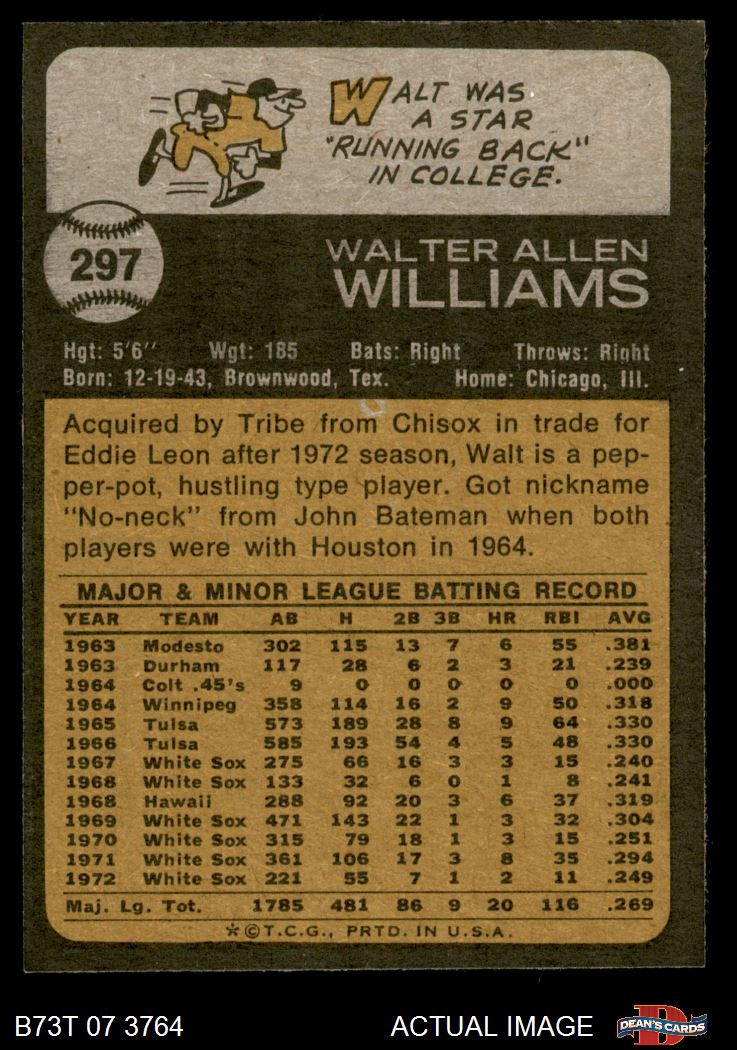 WALT WAS
A STAR
"RUNNING BACK"
IN COLLEGE.
297
WALTER ALLEN
WILLIAMS
Hgt: 5'6" Wgt: 185 Bats: Right Throws: Right
Born: 12-19-43, Brownwood, Tex. Home: Chicago, Ill.
Acquired by Tribe from Chisox in trade for
Eddie Leon after 1972 season, Walt is a pep-
per-pot, hustling type player. Got nickname
"No-neck" from John Bateman when both
players were with Houston in 1964.
MAJOR & MINOR LEAGUE BATTING RECORD
YEAR TEAM AB H 2B 3B HR RBI AVG
1963 Modesto 302 115 13 7 6 55 .381
1963 Durham 117 28 6 2 3 21 .239
1964 Colt .45's 9 0 0 0 0 0 .000
1964 Winnipeg 358 114 16 2 9 50 .318
1965 Tulsa 573 189 28 8 9 64 .330
1966 Tulsa 585 193 54 4 5 48 .330
1967 White Sox 275 66 16 3 3 15 .240
1968 White Sox 133 32 6 0 1 8 .241
1968 Hawaii 288 92 20 3 6 37 .319
1969 White Sox 471 143 22 1 3 32 .304
1970 White Sox 315 79 18 1 3 15 .251
1971 White Sox 361 106 17 3 8 35 .294
1972 White Sox 221 55 7 1 2 11 .249
Maj. Lg. Tot. 1785 481 86 9 20 116 .269
*©T.C.G., PRTD. IN U.S.A.
B73T 07 3764 ACTUAL IMAGE D DEAN'S CARDS